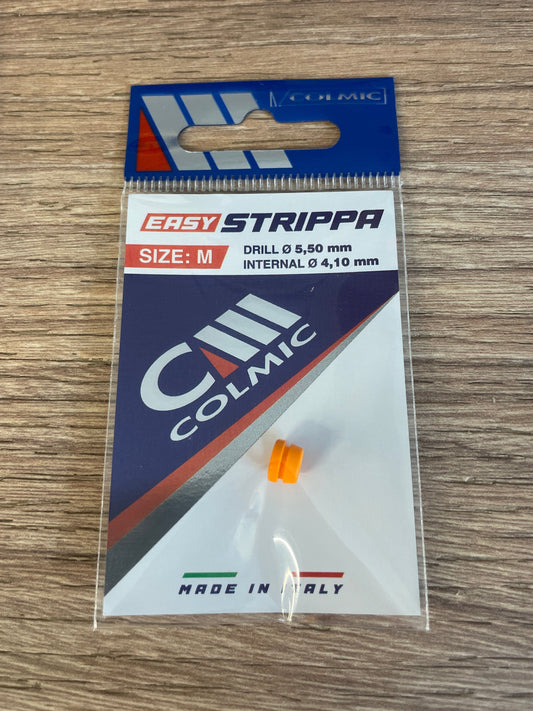 COLMIC
EASY STRIPPA
SIZE: M
DRILL Ø 5,50 mm
INTERNAL Ø 4,10 mm
COLMIC
MADE IN ITALY